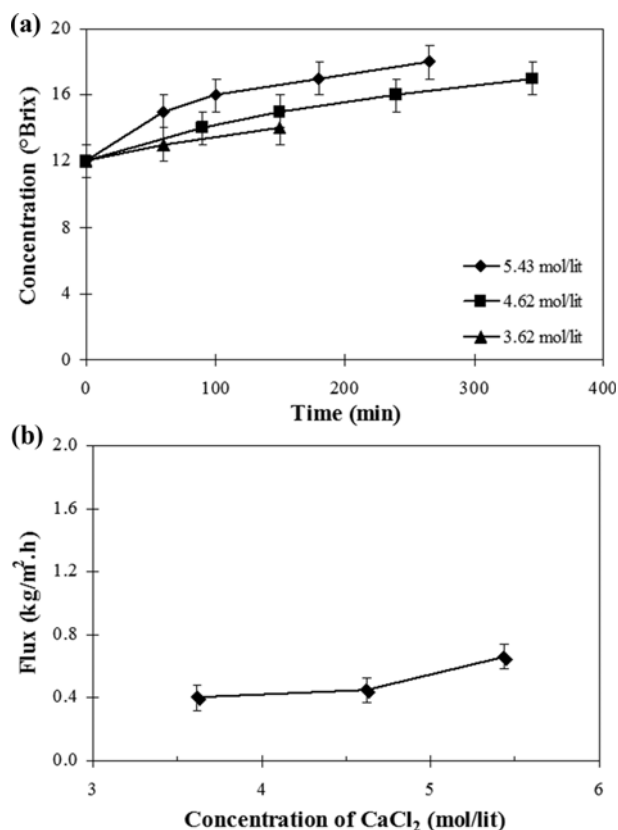 (a)
20
16
12
8
4
0
Concentration (°Brix)
5.43 mol/lit
4.62 mol/lit
3.62 mol/lit
0 100 200 300 400
Time (min)
(b)
2.0
1.6
1.2
0.8
0.4
0.0
Flux (kg/m².h)
3 4 5 6
Concentration of CaCl₂ (mol/lit)